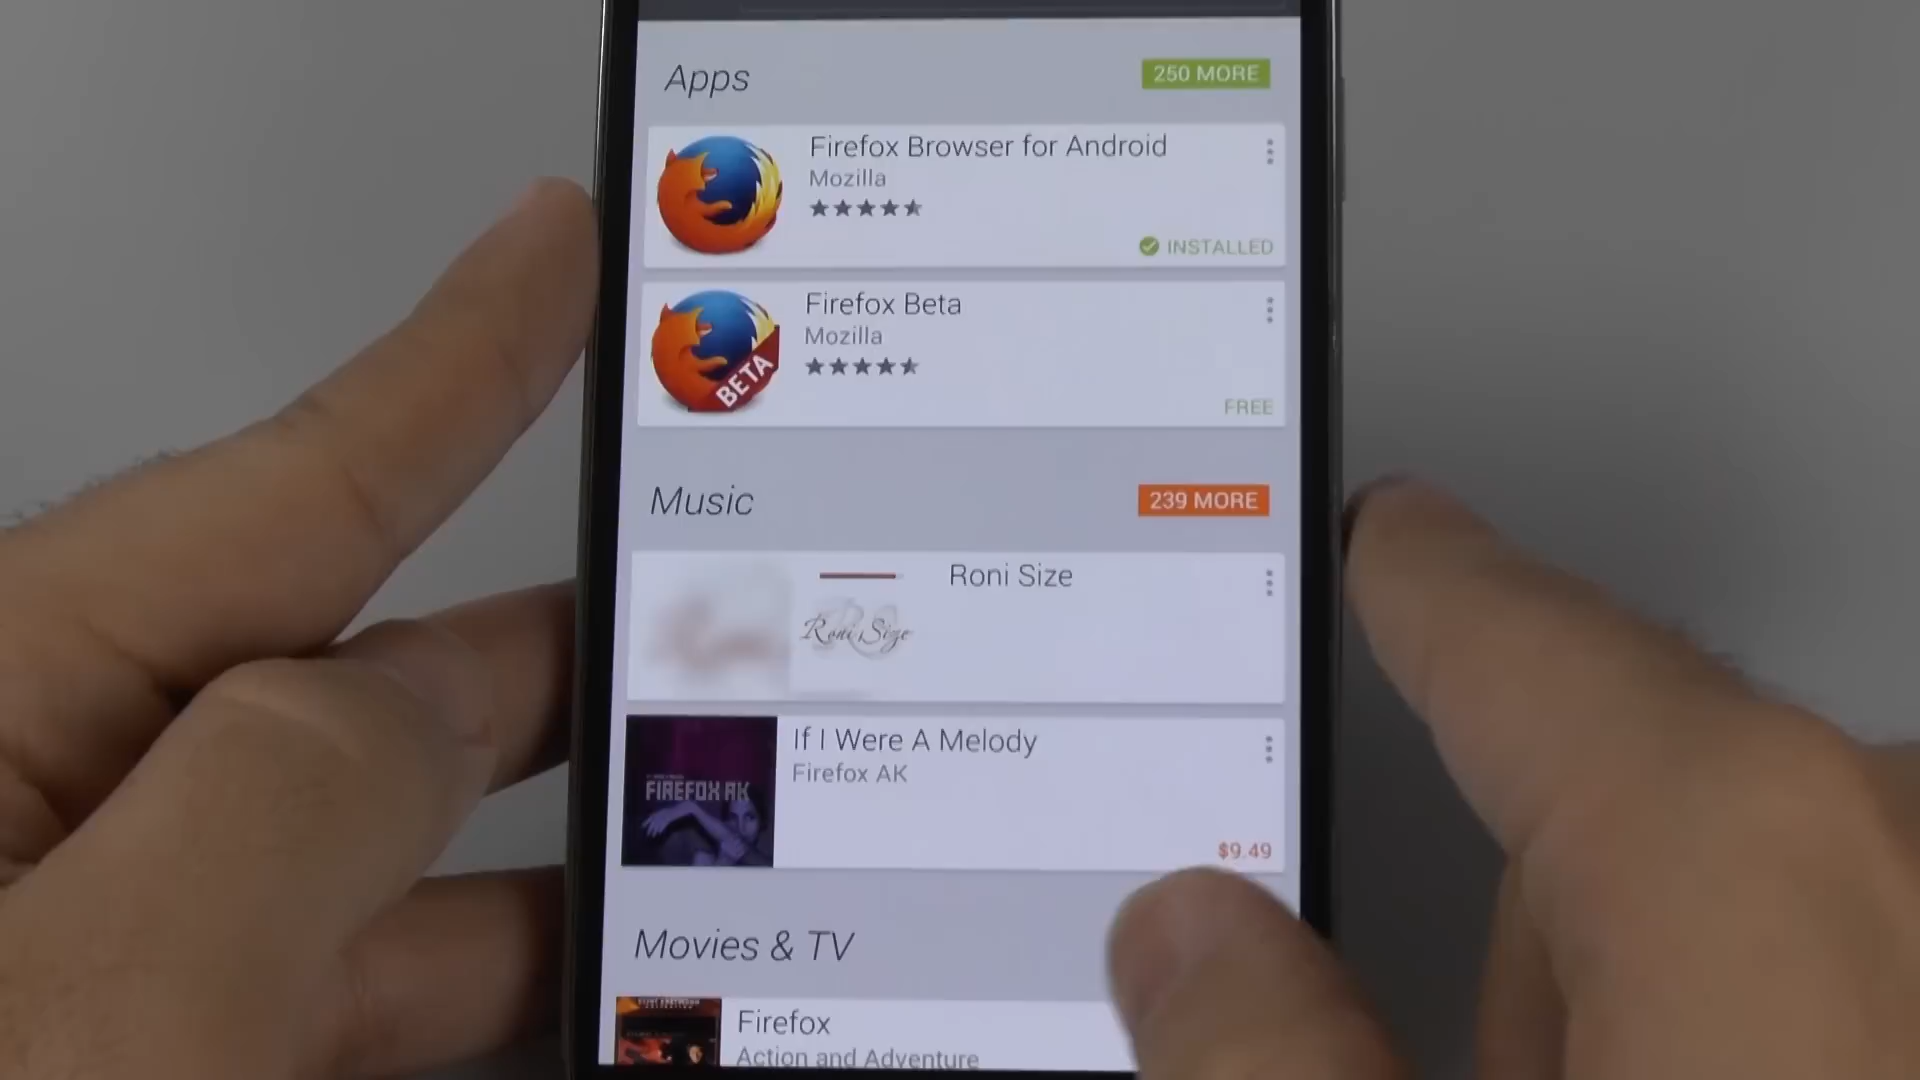 Apps
250 MORE
Firefox Browser for Android
Mozilla
INSTALLED
Firefox Beta
Mozilla
BETA
FREE
Music
239 MORE
Roni Size
Roni Size
If I Were A Melody
Firefox AK
FIREFOX AK
$9.49
Movies & TV
Firefox
Action and Adventure